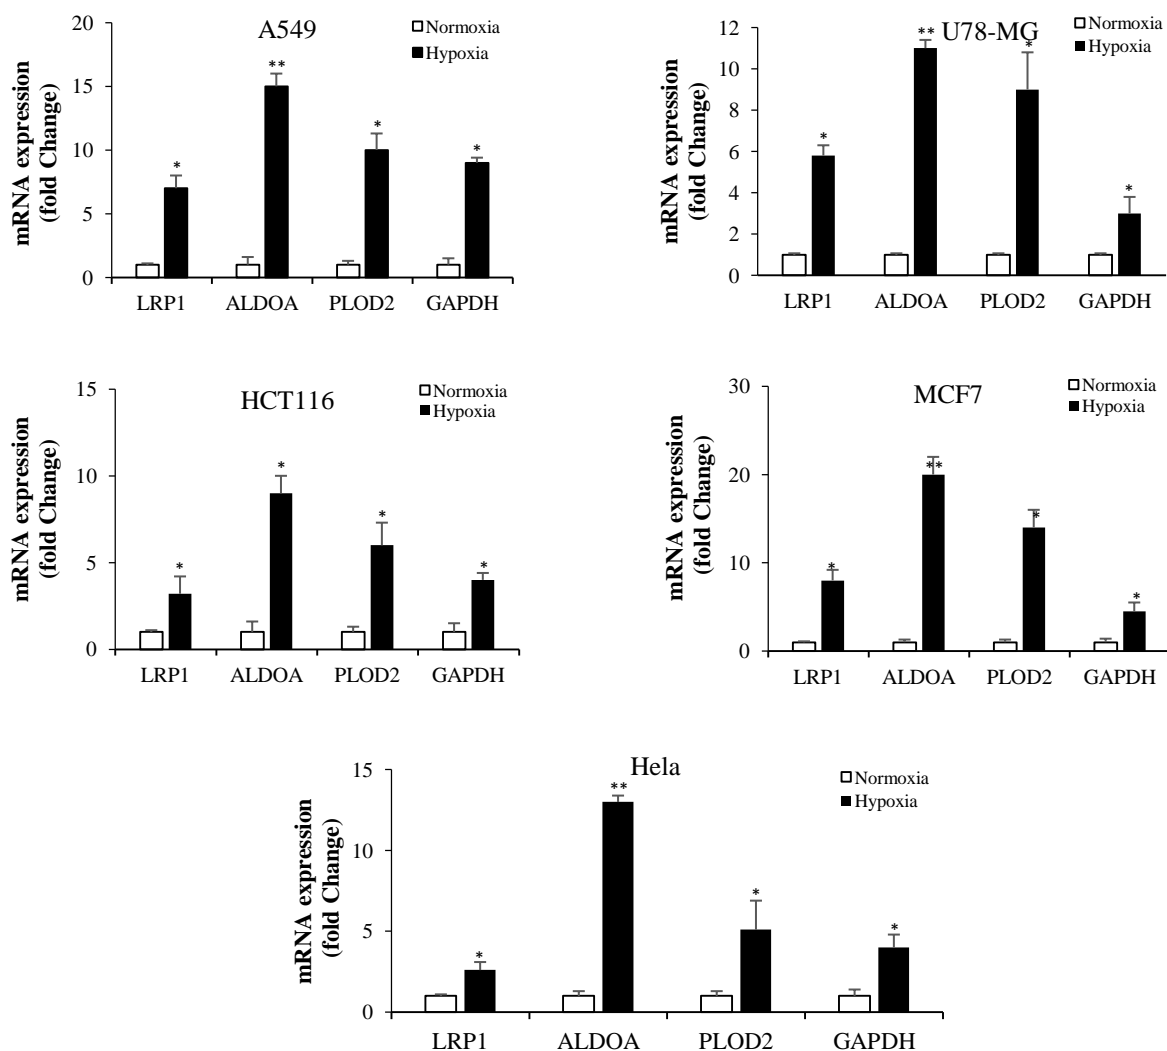 A549
Normoxia
Hypoxia
mRNA expression
(fold Change)
20
15
10
5
0
*
**
*
*
LRP1 ALDOA PLOD2 GAPDH
U78-MG
Normoxia
Hypoxia
mRNA expression
(fold Change)
12
10
8
6
4
2
0
*
**
*
*
LRP1 ALDOA PLOD2 GAPDH
HCT116
Normoxia
Hypoxia
mRNA expression
(fold Change)
15
10
5
0
*
*
*
*
LRP1 ALDOA PLOD2 GAPDH
MCF7
Normoxia
Hypoxia
mRNA expression
(fold Change)
30
20
10
0
*
**
*
*
LRP1 ALDOA PLOD2 GAPDH
Hela
Normoxia
Hypoxia
mRNA expression
(fold Change)
15
10
5
0
*
**
*
*
LRP1 ALDOA PLOD2 GAPDH